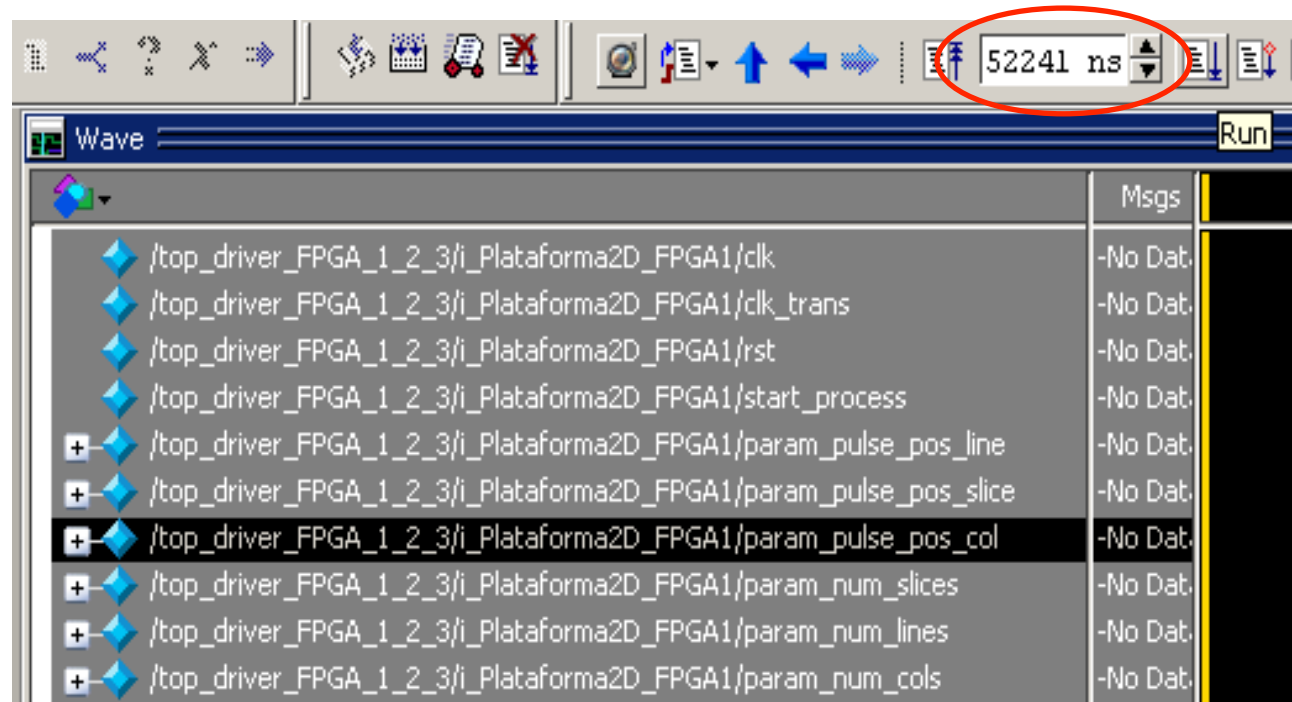 52241 ns
Wave
Run
Msgs
/top_driver_FPGA_1_2_3/i_Plataforma2D_FPGA1/clk -No Dat
/top_driver_FPGA_1_2_3/i_Plataforma2D_FPGA1/clk_trans -No Dat
/top_driver_FPGA_1_2_3/i_Plataforma2D_FPGA1/rst -No Dat
/top_driver_FPGA_1_2_3/i_Plataforma2D_FPGA1/start_process -No Dat
/top_driver_FPGA_1_2_3/i_Plataforma2D_FPGA1/param_pulse_pos_line -No Dat
/top_driver_FPGA_1_2_3/i_Plataforma2D_FPGA1/param_pulse_pos_slice -No Dat
/top_driver_FPGA_1_2_3/i_Plataforma2D_FPGA1/param_pulse_pos_col -No Dat
/top_driver_FPGA_1_2_3/i_Plataforma2D_FPGA1/param_num_slices -No Dat
/top_driver_FPGA_1_2_3/i_Plataforma2D_FPGA1/param_num_lines -No Dat
/top_driver_FPGA_1_2_3/i_Plataforma2D_FPGA1/param_num_cols -No Dat